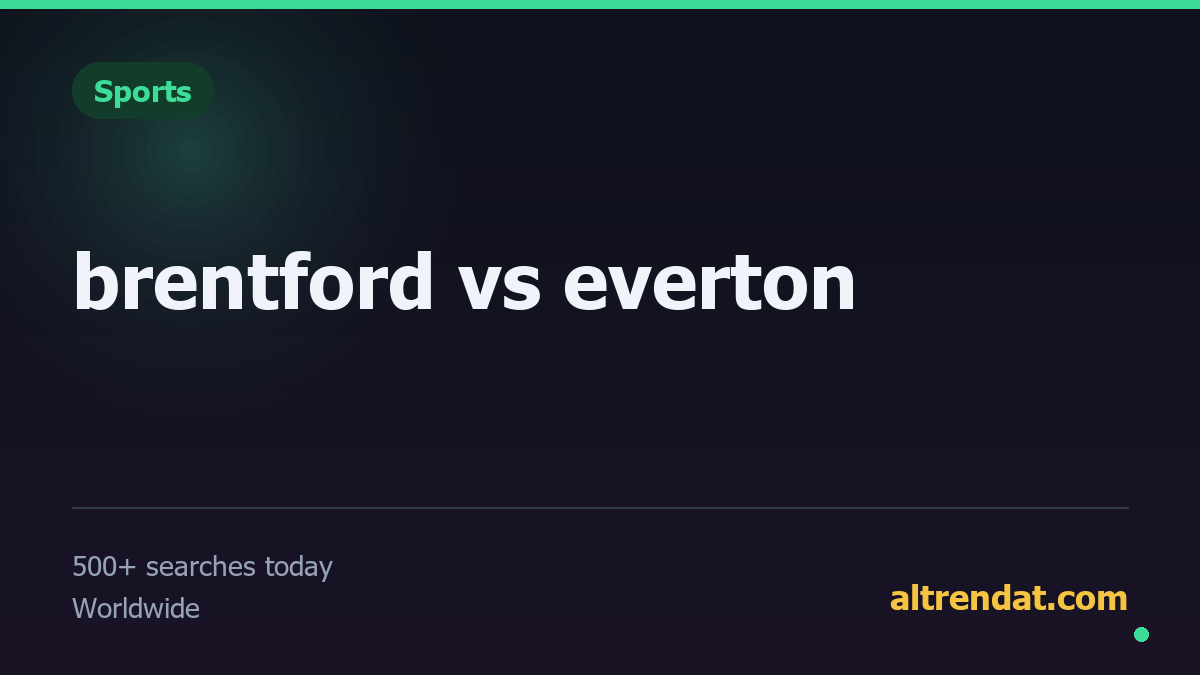 Sports
brentford vs everton
500+ searches today
Worldwide
altrendat.com